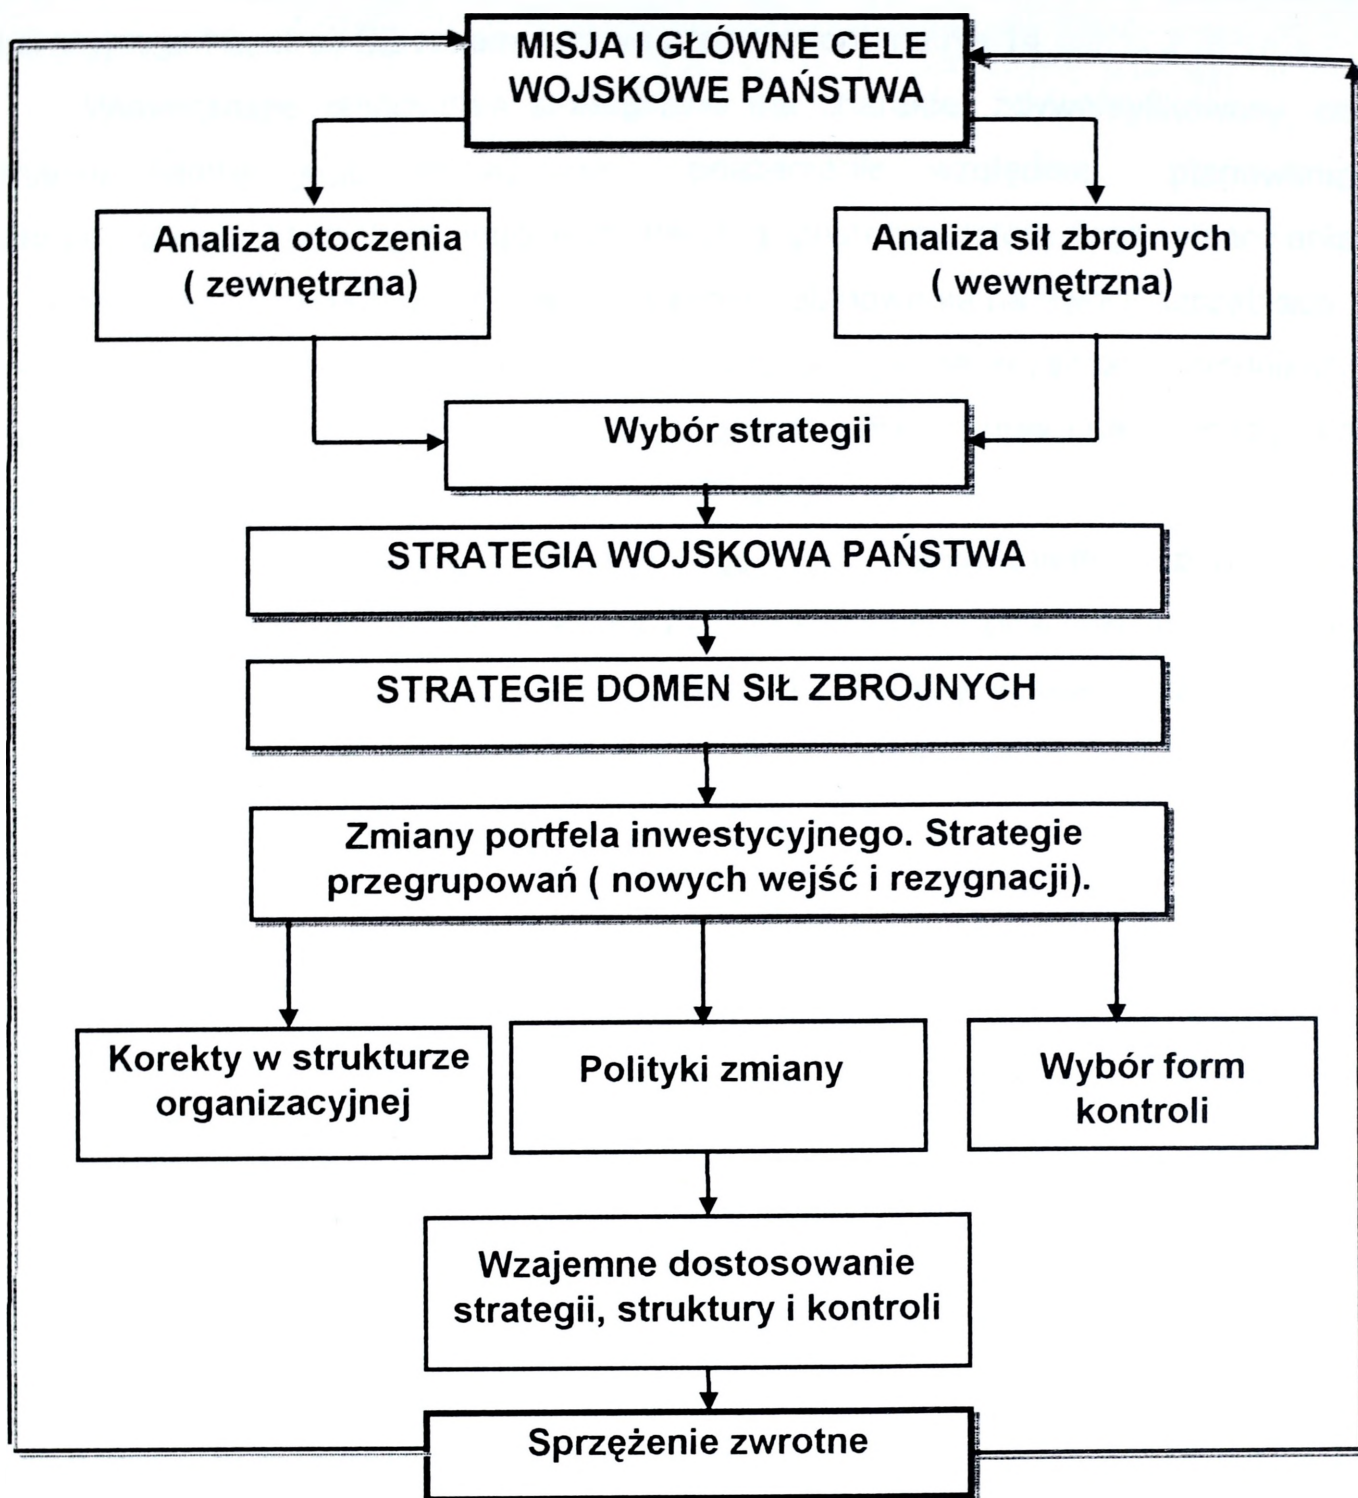 MISJA I GŁÓWNE CELE
WOJSKOWE PAŃSTWA
Analiza otoczenia
( zewnętrzna)
Analiza sił zbrojnych
( wewnętrzna)
Wybór strategii
STRATEGIA WOJSKOWA PAŃSTWA
STRATEGIE DOMEN SIŁ ZBROJNYCH
Zmiany portfela inwestycyjnego. Strategie
przegrupowań ( nowych wejść i rezygnacji).
Korekty w strukturze
organizacyjnej
Polityki zmiany
Wybór form
kontroli
Wzajemne dostosowanie
strategii, struktury i kontroli
Sprzężenie zwrotne